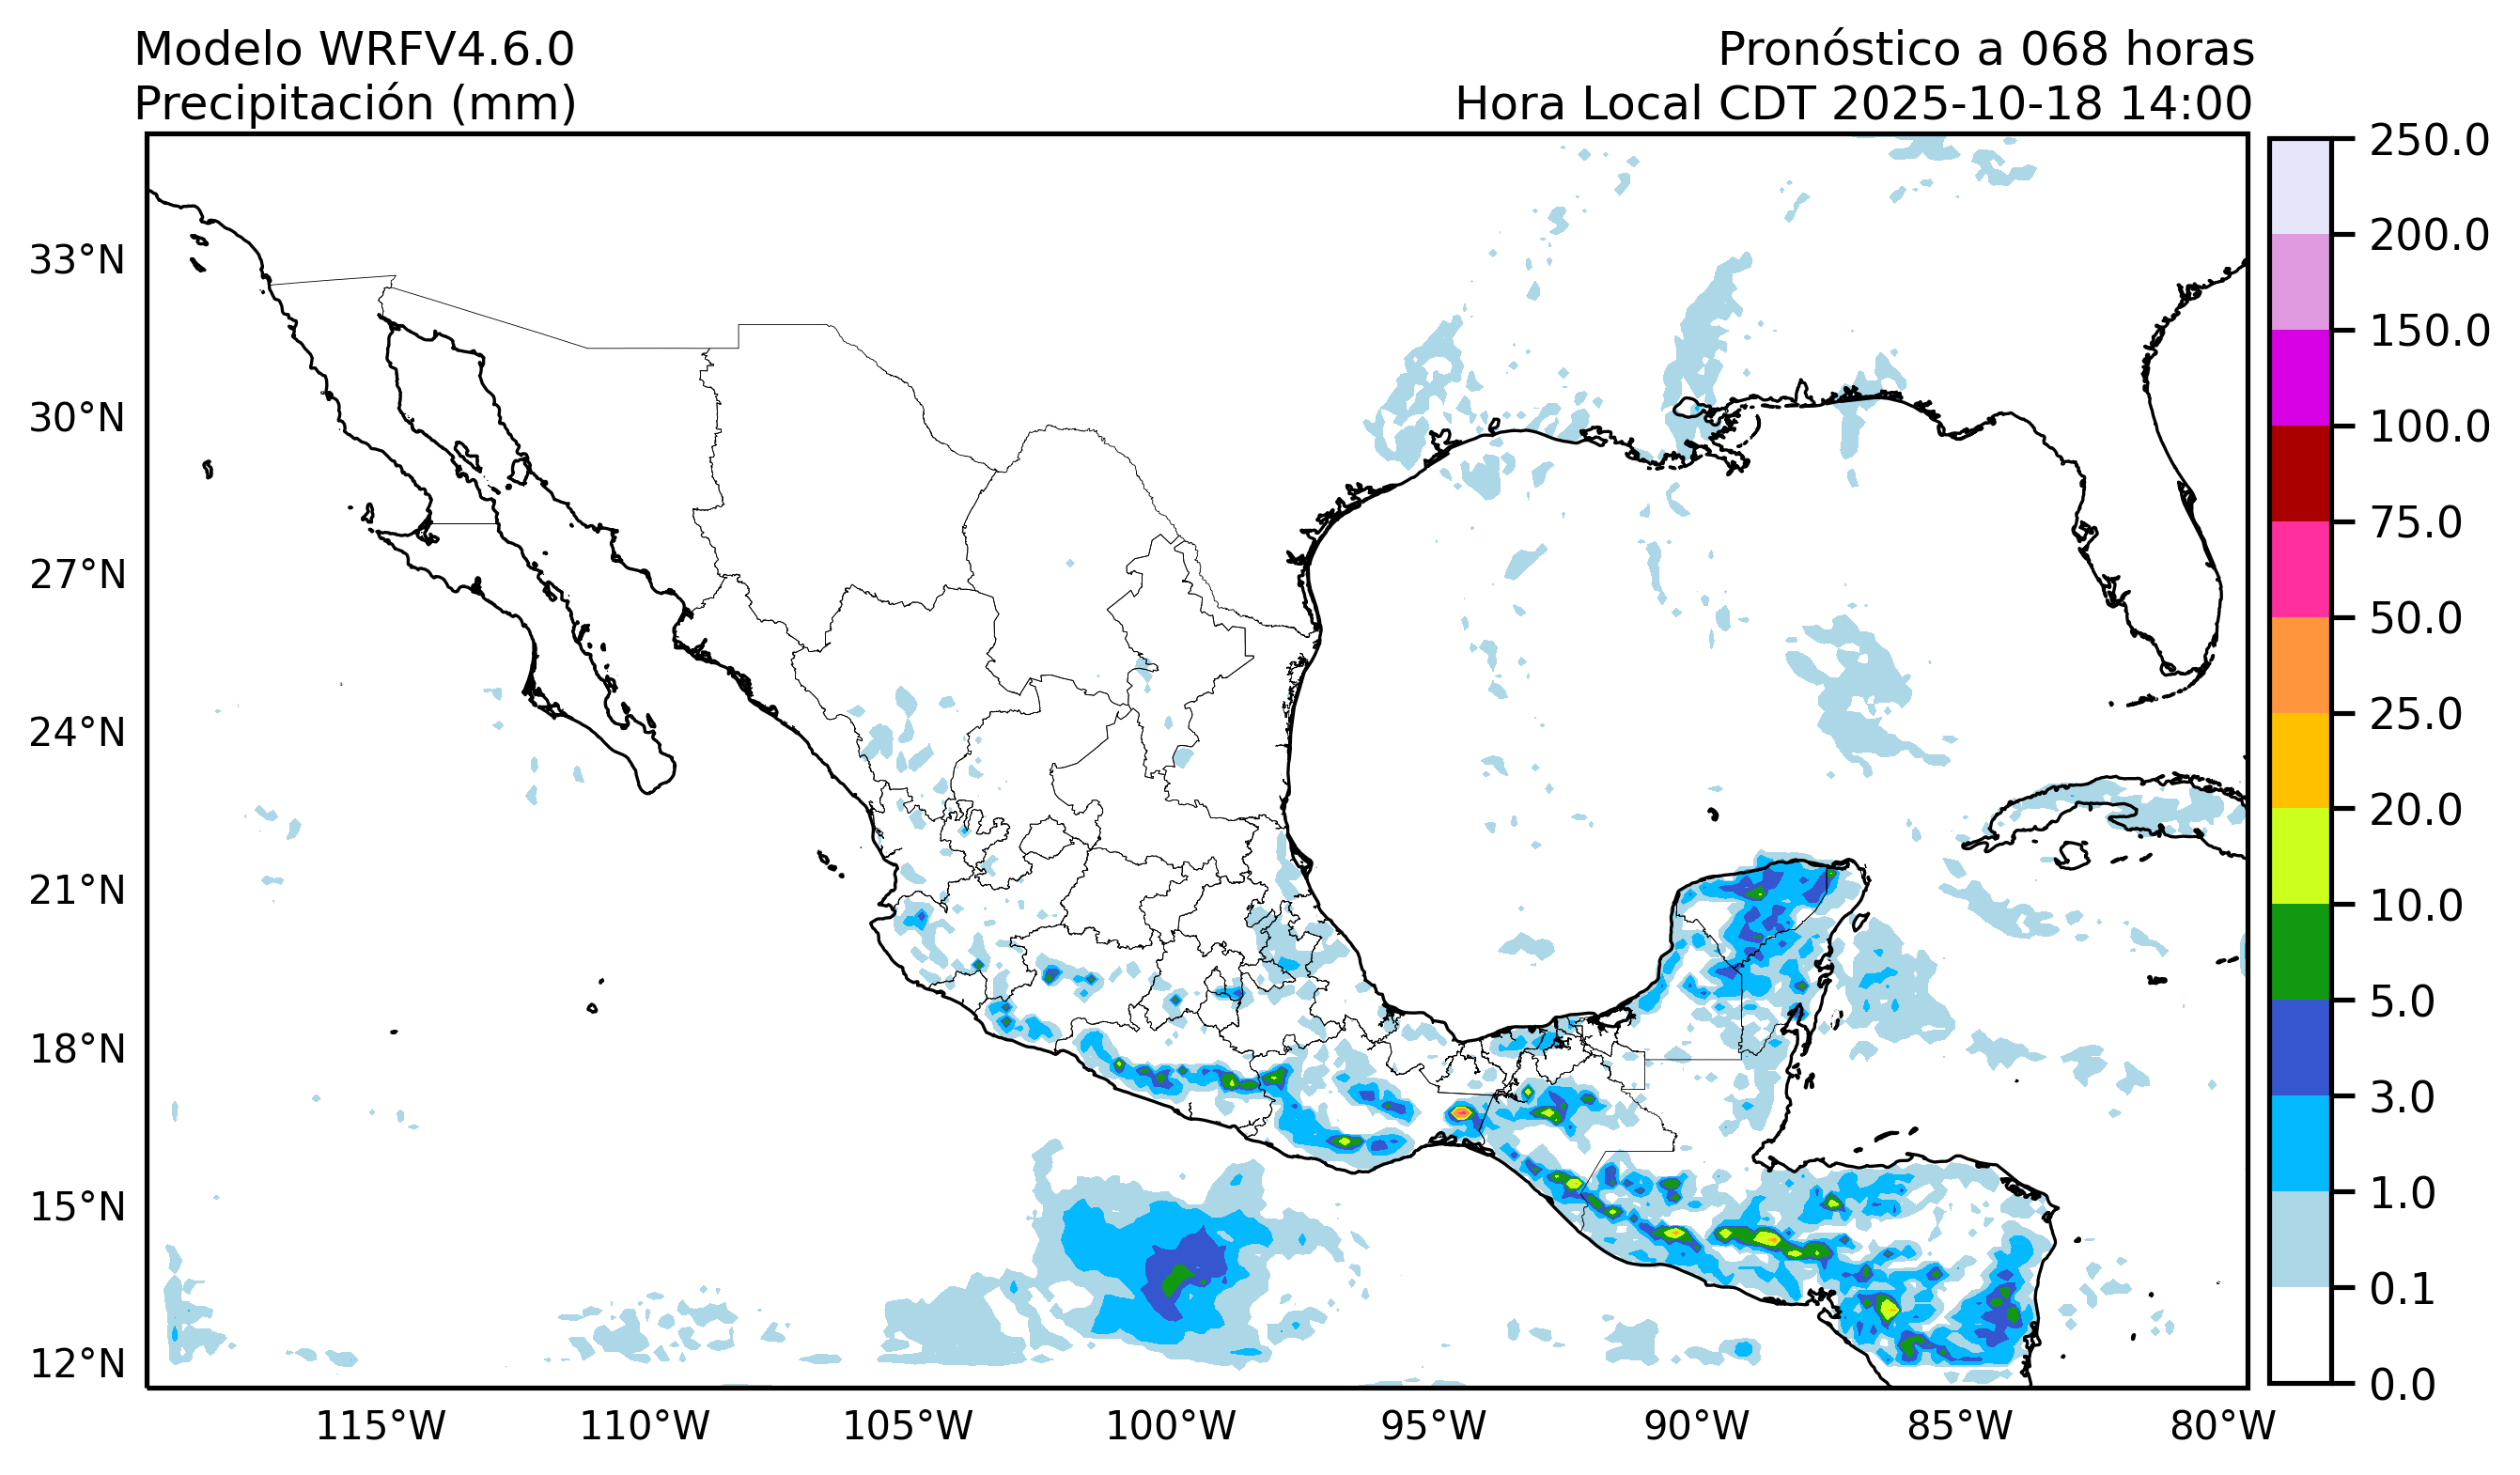 Modelo WRFV4.6.0
Precipitación (mm)
Pronóstico a 068 horas
Hora Local CDT 2025-10-18 14:00
33°N
30°N
27°N
24°N
21°N
18°N
15°N
12°N
115°W
110°W
105°W
100°W
95°W
90°W
85°W
80°W
250.0
200.0
150.0
100.0
75.0
50.0
25.0
20.0
10.0
5.0
3.0
1.0
0.1
0.0